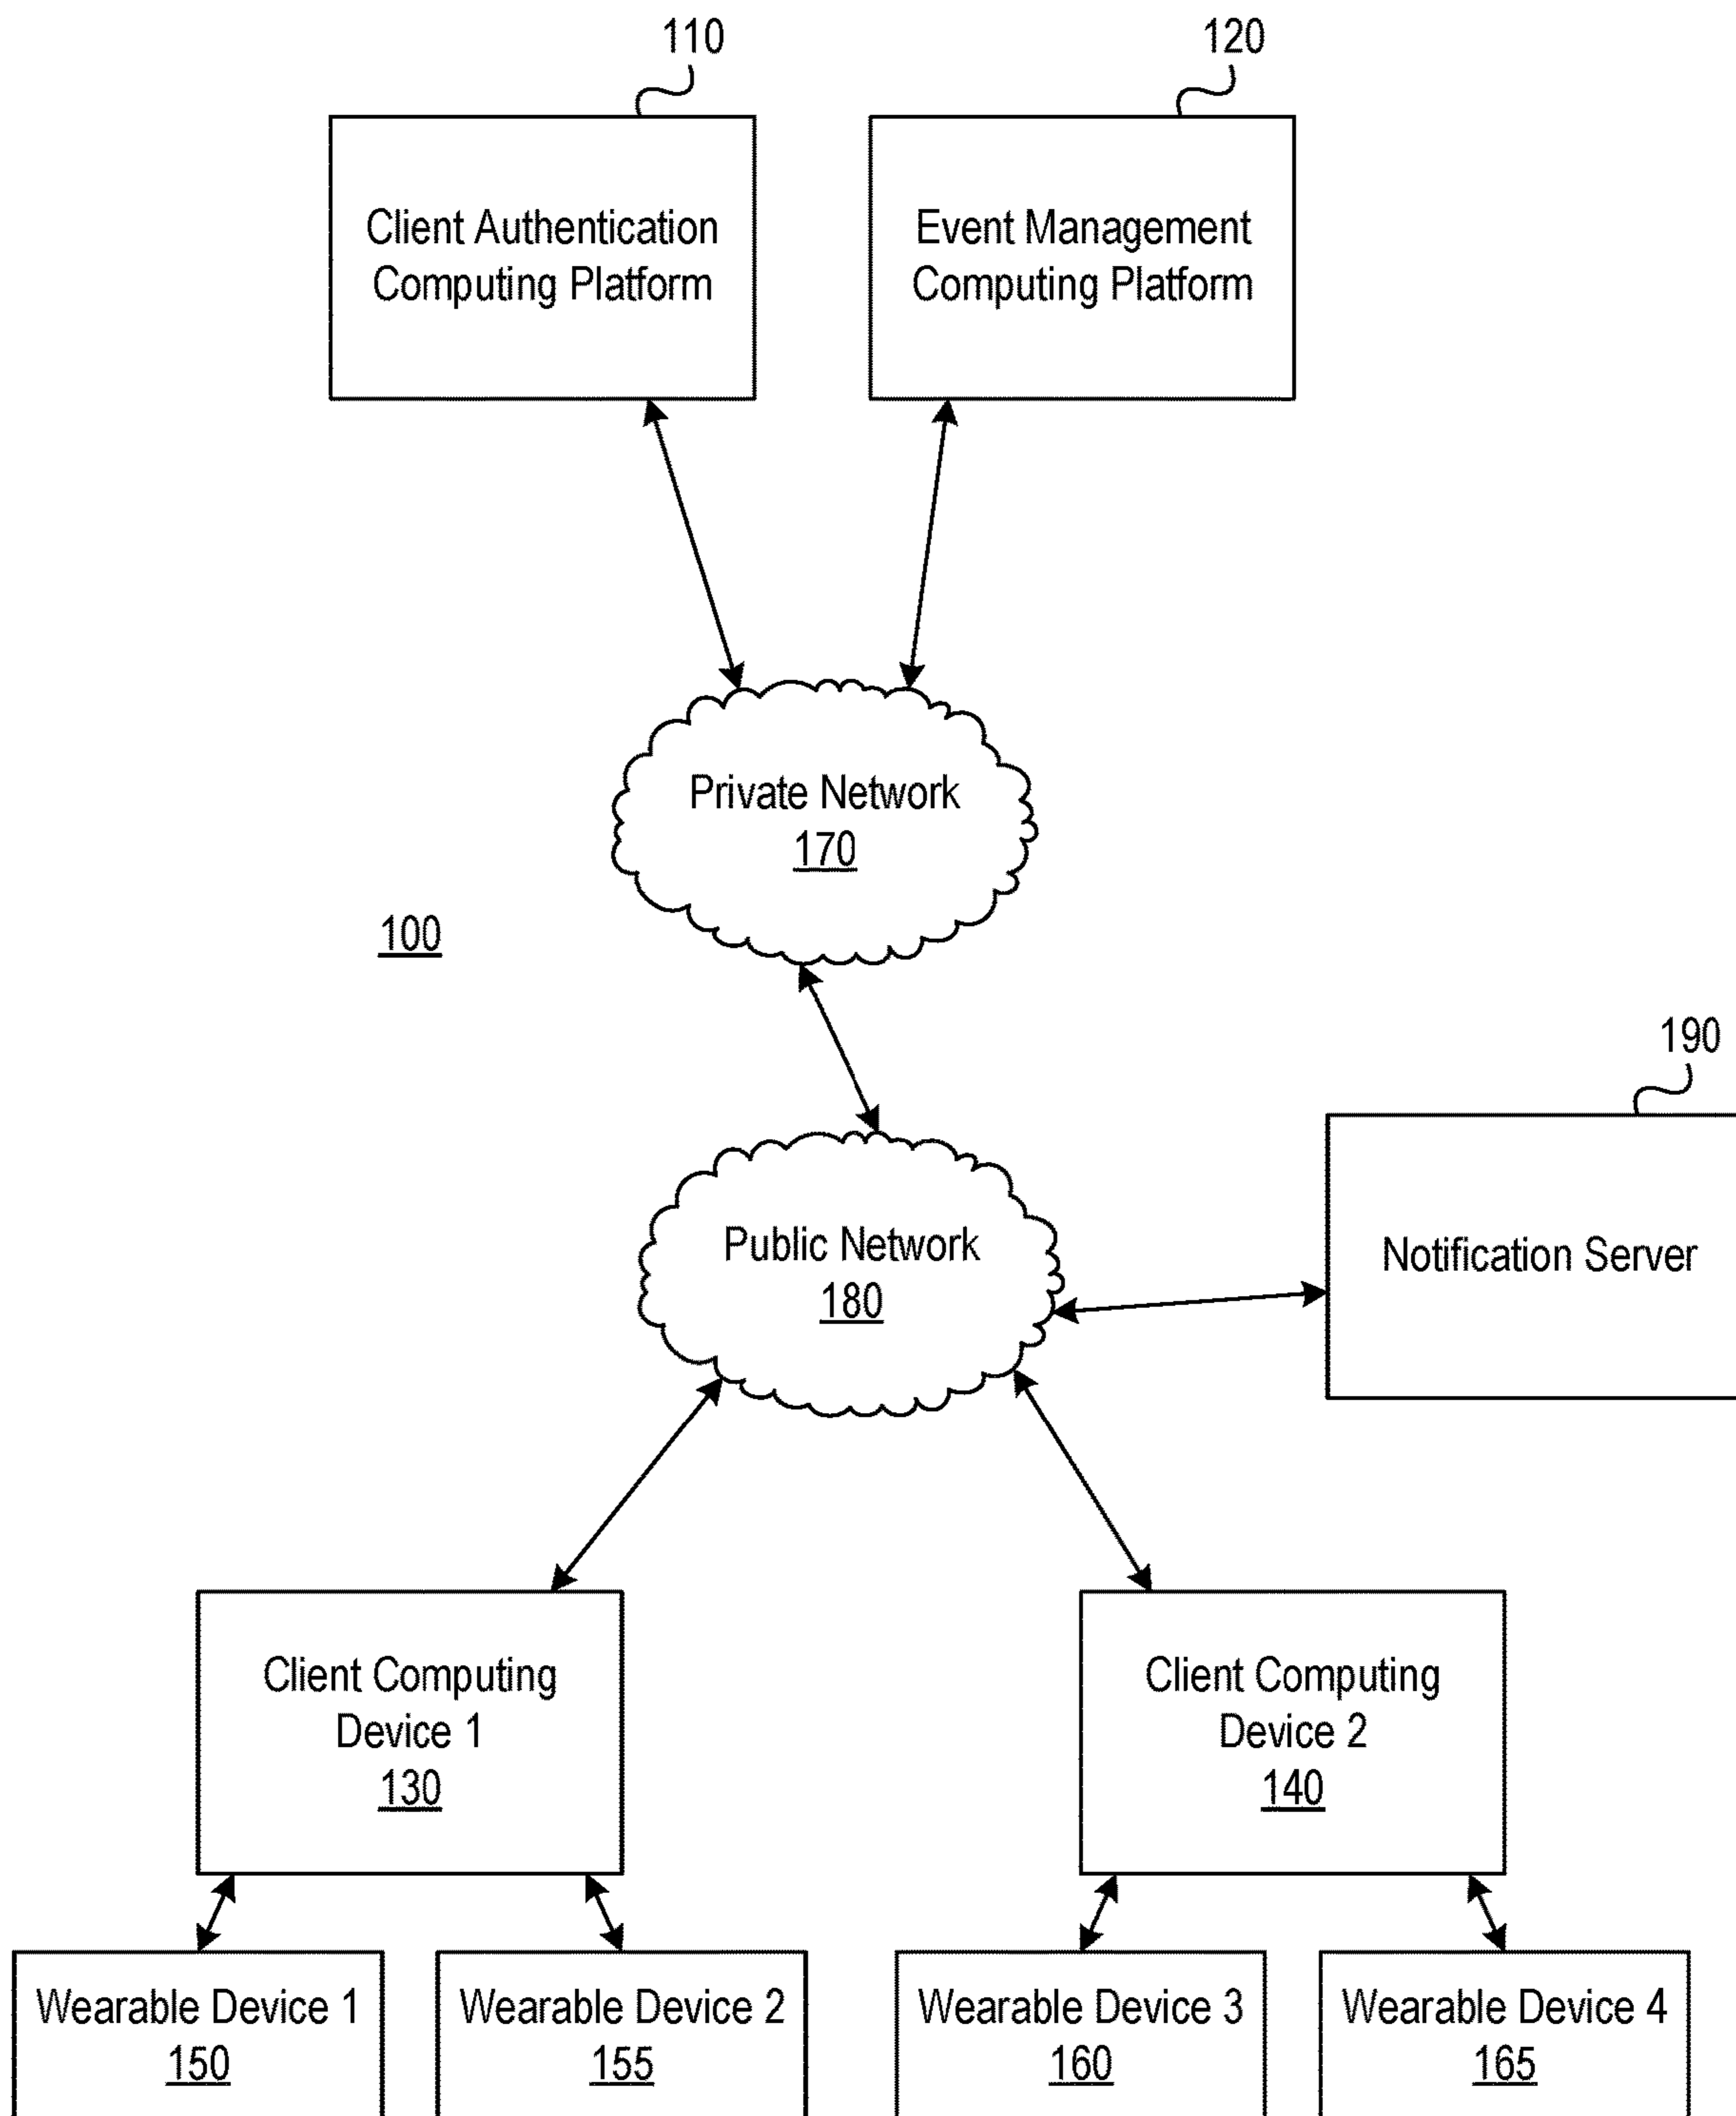 110
120
Client Authentication
Computing Platform
Event Management
Computing Platform
Private Network
170
100
190
Public Network
180
Notification Server
Client Computing
Device 1
130
Client Computing
Device 2
140
Wearable Device 1
150
Wearable Device 2
155
Wearable Device 3
160
Wearable Device 4
165